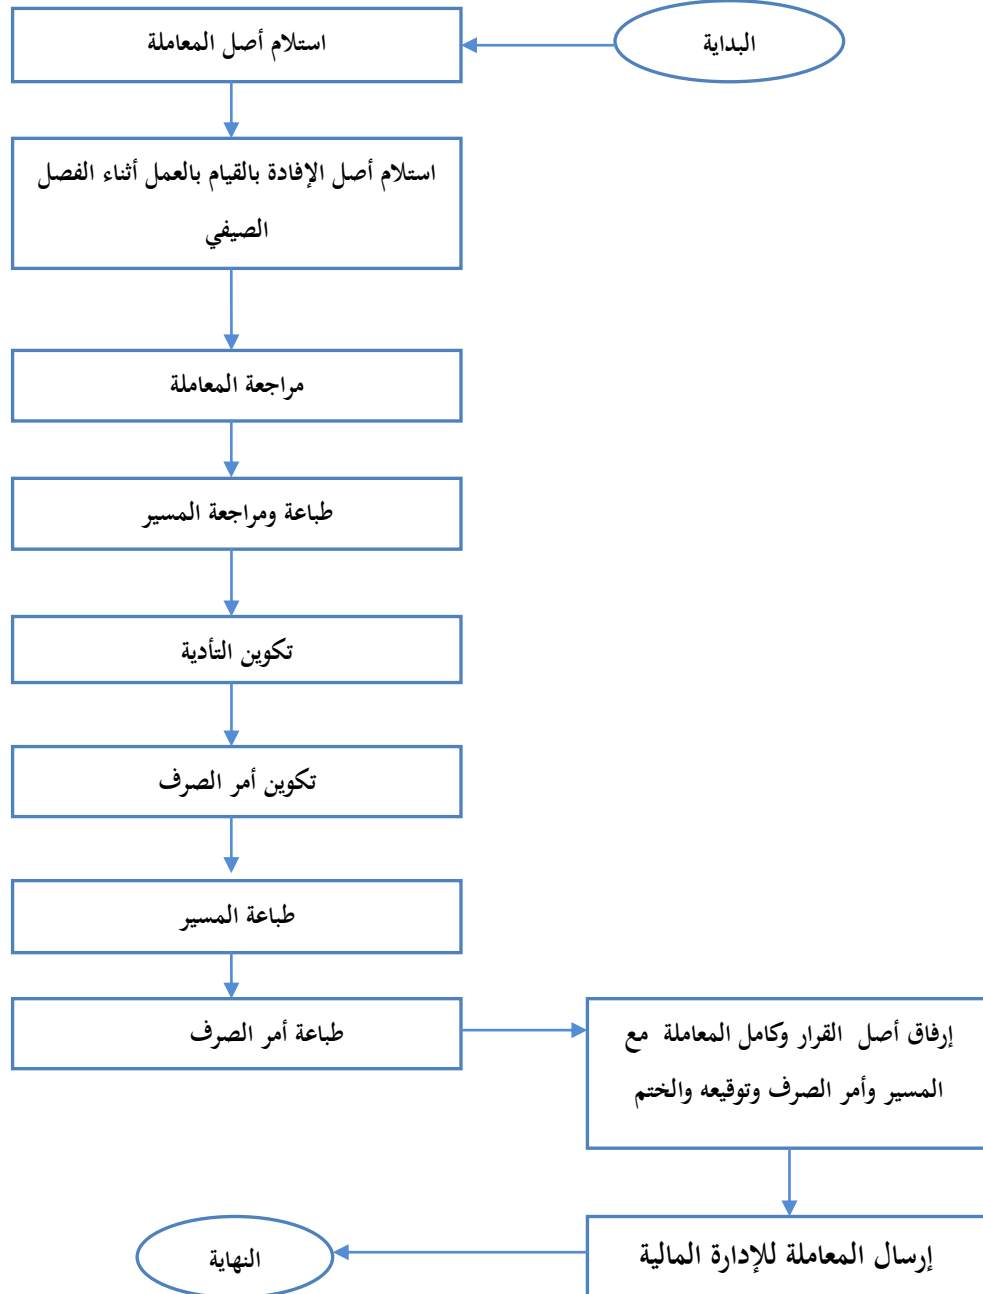 البداية
استلام أصل المعاملة
استلام أصل الإفادة بالقيام بالعمل أثناء الفصل
الصيفي
مراجعة المعاملة
طباعة ومراجعة المسير
تكوين التأدية
تكوين أمر الصرف
طباعة المسير
طباعة أمر الصرف
إرفاق أصل القرار وكامل المعاملة مع
المسير وأمر الصرف وتوقيعه والختم
إرسال المعاملة للإدارة المالية
النهاية